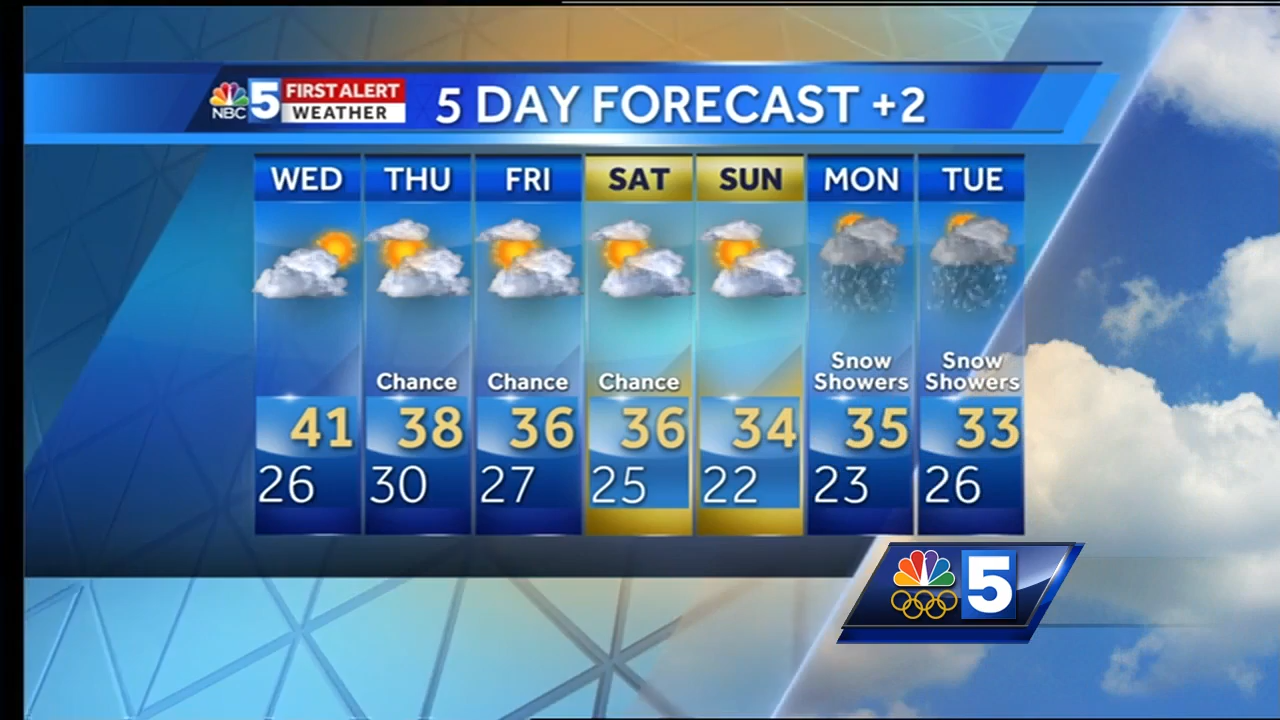 NBC 5 FIRST ALERT WEATHER
5 DAY FORECAST +2
WED THU FRI SAT SUN MON TUE
Chance Chance Chance Snow Showers Snow Showers
41 38 36 36 34 35 33
26 30 27 25 22 23 26
5